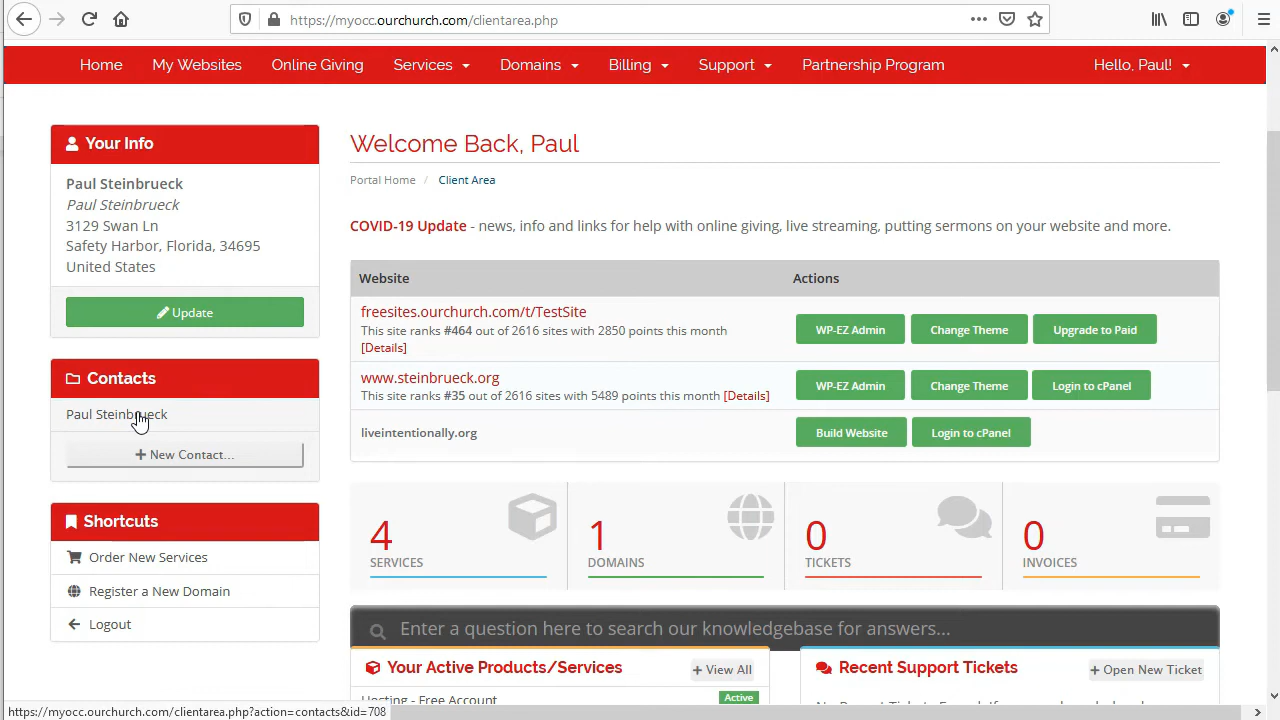 https://myocc.ourchurch.com/clientarea.php
Home My Websites Online Giving Services Domains Billing Support Partnership Program Hello, Paul!
Your Info
Paul Steinbrueck
Paul Steinbrueck
3129 Swan Ln
Safety Harbor, Florida, 34695
United States
Update
Contacts
Paul Steinbrueck
+ New Contact...
Shortcuts
Order New Services
Register a New Domain
Logout
Welcome Back, Paul
Portal Home / Client Area
COVID-19 Update - news, info and links for help with online giving, live streaming, putting sermons on your website and more.
Website Actions
freesites.ourchurch.com/t/TestSite
This site ranks #464 out of 2616 sites with 2850 points this month
[Details]
WP-EZ Admin Change Theme Upgrade to Paid
www.steinbrueck.org
This site ranks #35 out of 2616 sites with 5489 points this month [Details]
WP-EZ Admin Change Theme Login to cPanel
liveintentionally.org
Build Website Login to cPanel
4
SERVICES
1
DOMAINS
0
TICKETS
0
INVOICES
Enter a question here to search our knowledgebase for answers...
Your Active Products/Services + View All
Hosting - Free Account Active
Recent Support Tickets + Open New Ticket
https://myocc.ourchurch.com/clientarea.php?action=contacts&id=708